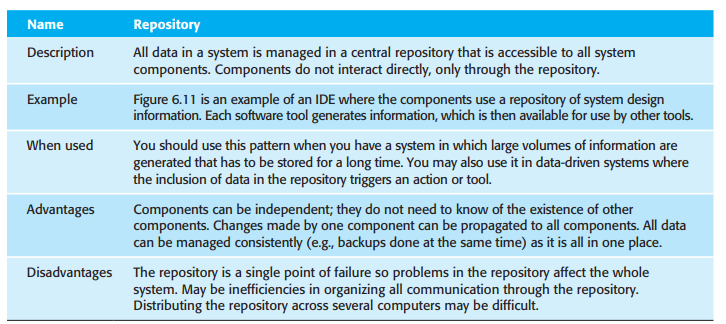 Name Repository
Description All data in a system is managed in a central repository that is accessible to all system
components. Components do not interact directly, only through the repository.
Example Figure 6.11 is an example of an IDE where the components use a repository of system design
information. Each software tool generates information, which is then available for use by other tools.
When used You should use this pattern when you have a system in which large volumes of information are
generated that has to be stored for a long time. You may also use it in data-driven systems where
the inclusion of data in the repository triggers an action or tool.
Advantages Components can be independent; they do not need to know of the existence of other
components. Changes made by one component can be propagated to all components. All data
can be managed consistently (e.g., backups done at the same time) as it is all in one place.
Disadvantages The repository is a single point of failure so problems in the repository affect the whole
system. May be inefficiencies in organizing all communication through the repository.
Distributing the repository across several computers may be difficult.